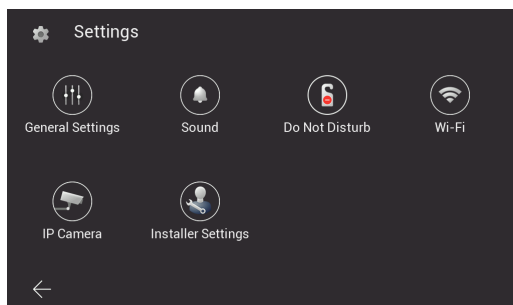 Settings
General Settings
Sound
Do Not Disturb
Wi-Fi
IP Camera
Installer Settings